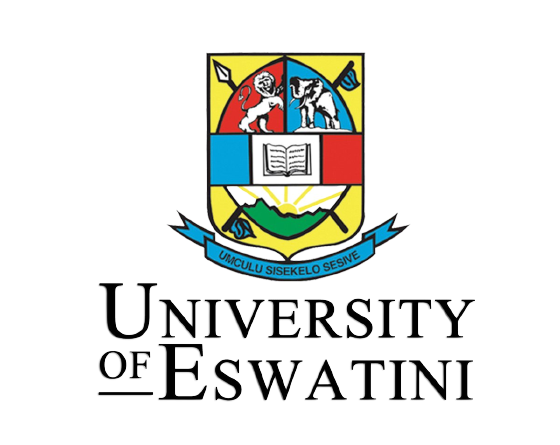 UMCULU SISEKELO SESIVE
UNIVERSITY
OF ESWATINI